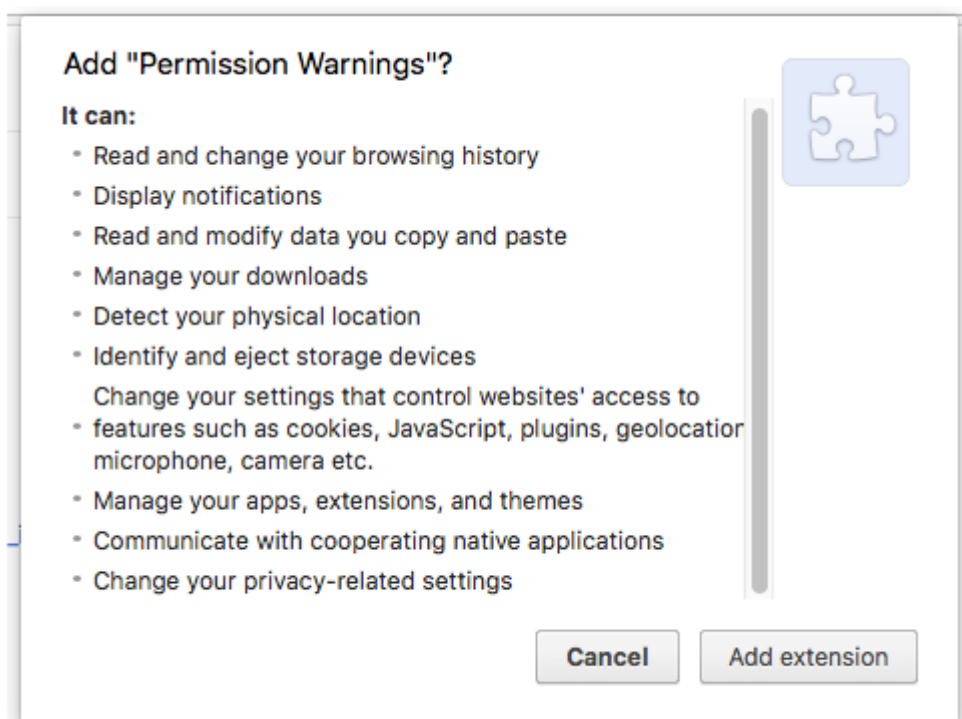 Add "Permission Warnings"?
It can:
Read and change your browsing history
Display notifications
Read and modify data you copy and paste
Manage your downloads
Detect your physical location
Identify and eject storage devices
Change your settings that control websites' access to
features such as cookies, JavaScript, plugins, geolocation
microphone, camera etc.
Manage your apps, extensions, and themes
Communicate with cooperating native applications
Change your privacy-related settings
Cancel
Add extension